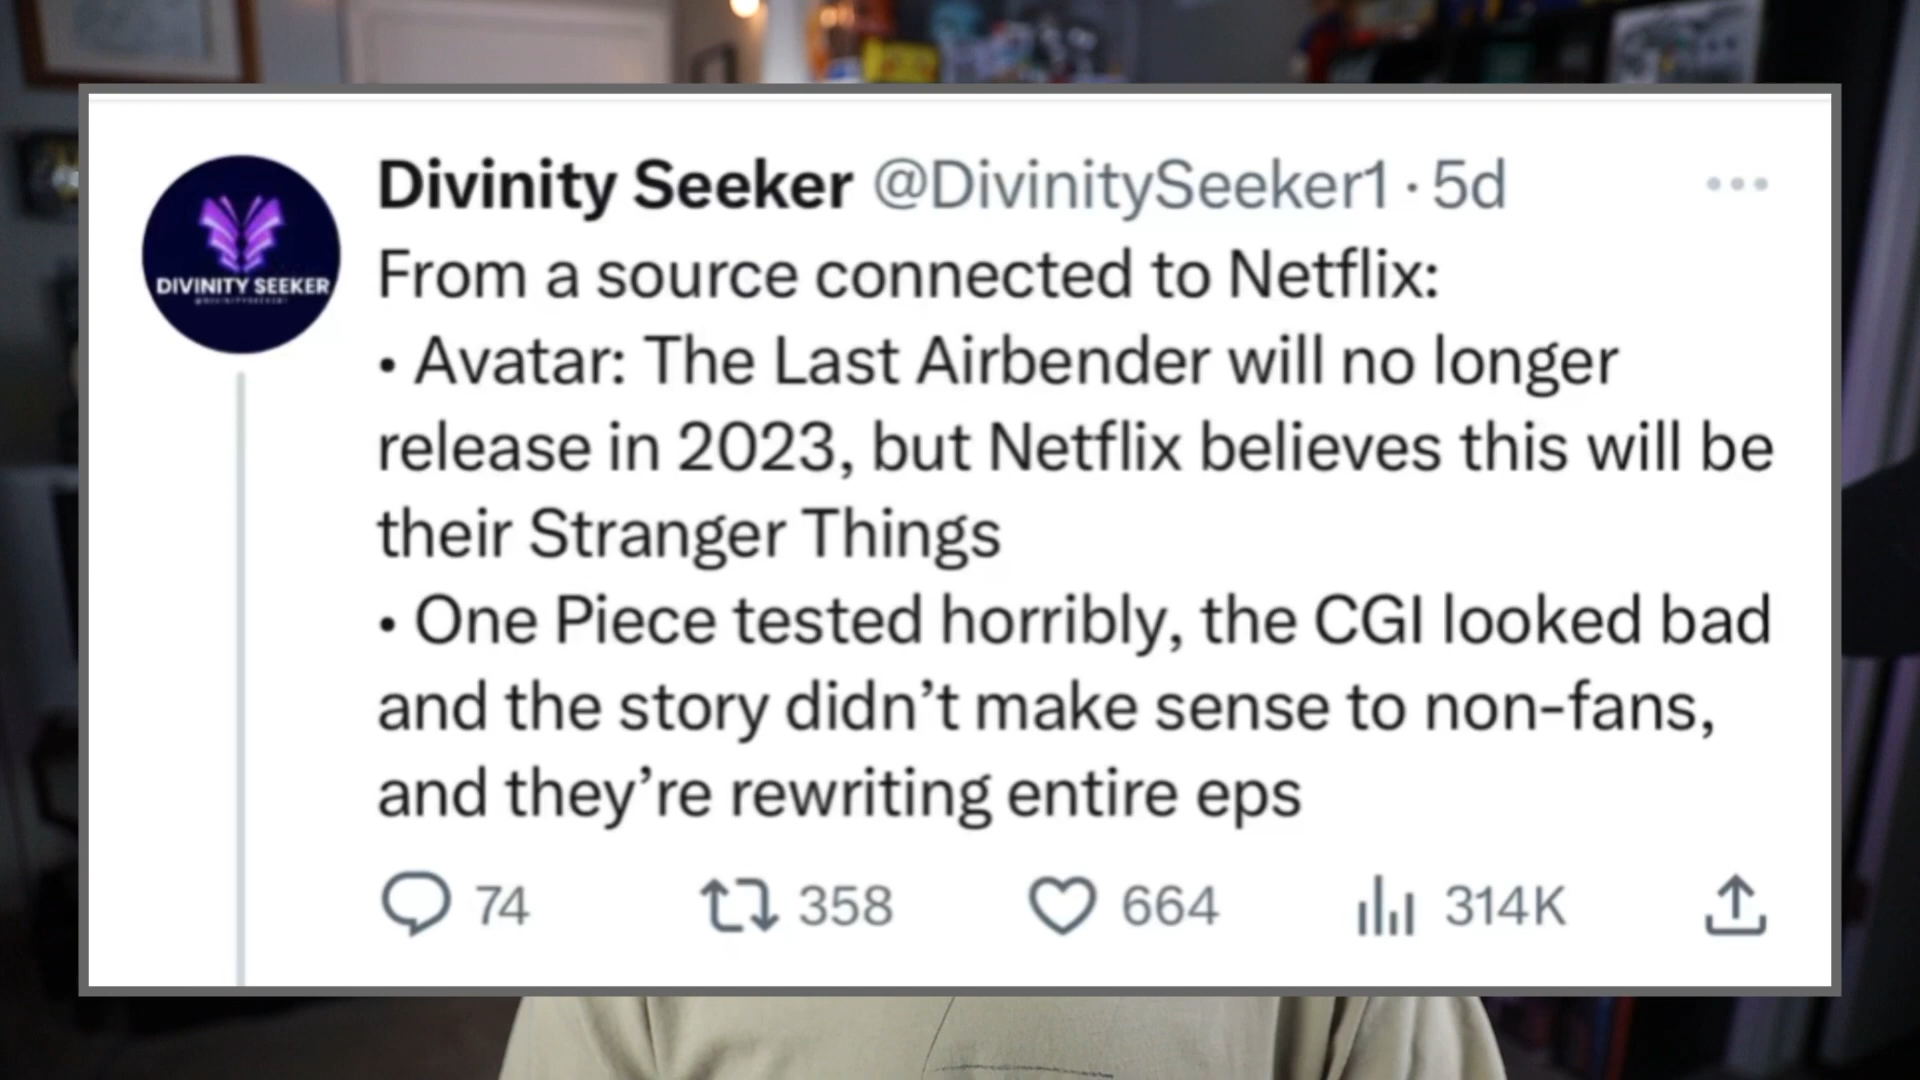 Divinity Seeker @DivinitySeeker1 · 5d
From a source connected to Netflix:
• Avatar: The Last Airbender will no longer
release in 2023, but Netflix believes this will be
their Stranger Things
• One Piece tested horribly, the CGI looked bad
and the story didn’t make sense to non-fans,
and they’re rewriting entire eps
74 358 664 314K
DIVINITY SEEKER